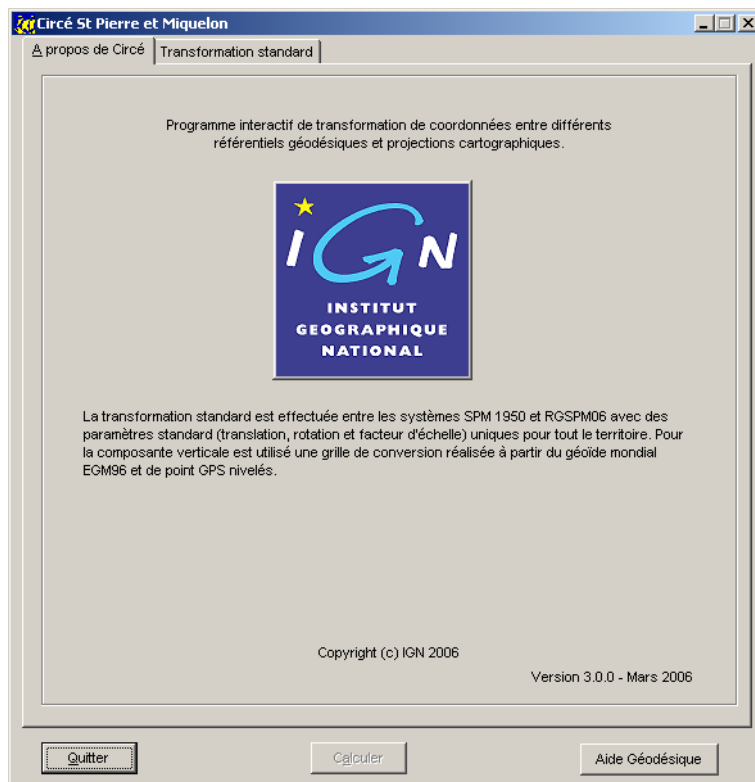 Circé St Pierre et Miquelon
A propos de Circé
Transformation standard
Programme interactif de transformation de coordonnées entre différents
référentiels géodésiques et projections cartographiques.
IGN
INSTITUT
GEOGRAPHIQUE
NATIONAL
La transformation standard est effectuée entre les systèmes SPM 1950 et RGSPM06 avec des
paramètres standard (translation, rotation et facteur d'échelle) uniques pour tout le territoire. Pour
la composante verticale est utilisé une grille de conversion réalisée à partir du géoïde mondial
EGM96 et de point GPS nivelés.
Copyright (c) IGN 2006
Version 3.0.0 - Mars 2006
Quitter
Calculer
Aide Géodésique